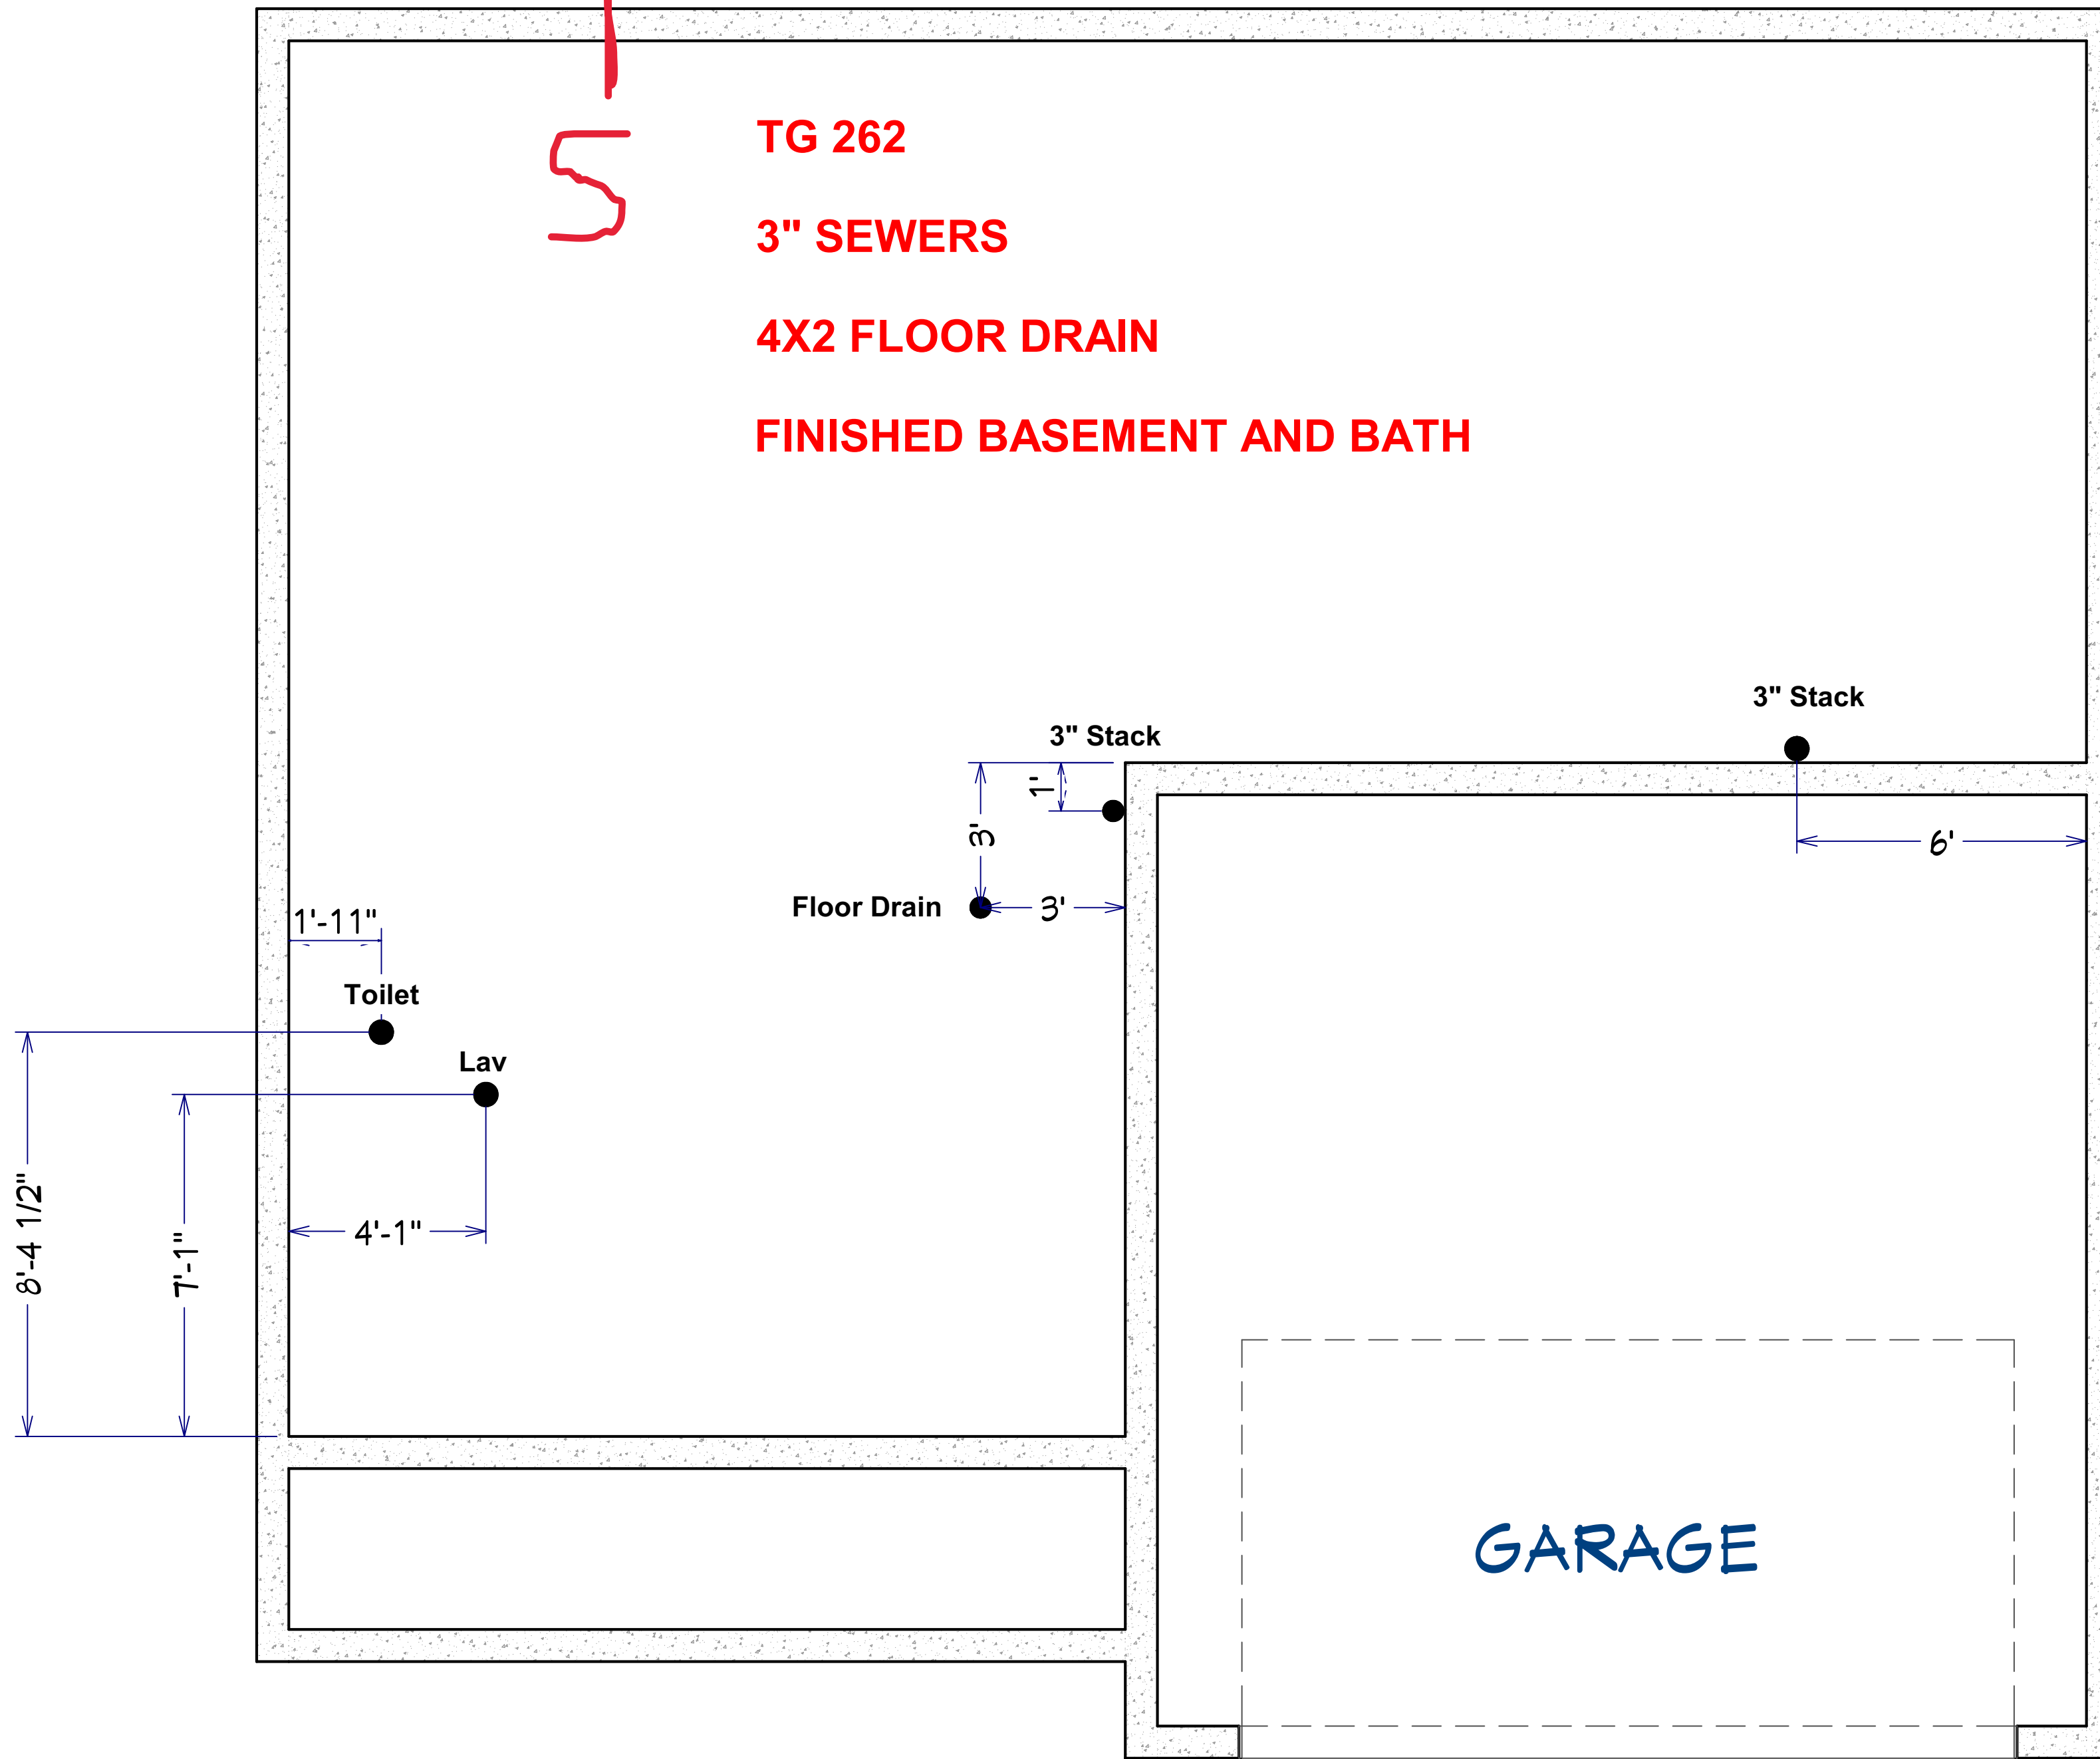 S
TG 262
3" SEWERS
4X2 FLOOR DRAIN
FINISHED BASEMENT AND BATH
3" Stack
3" Stack
1'
3'
6'
Floor Drain
3'
1'-11"
Toilet
Lav
8'-4 1/2"
7'-1"
4'-1"
GARAGE